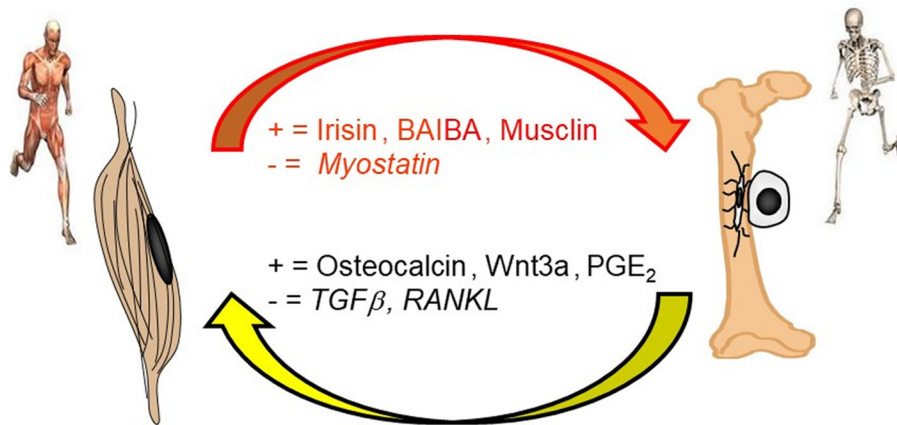 + = Irisin, BAIBA, Musclin
- = Myostatin
+ = Osteocalcin, Wnt3a, PGE₂
- = TGFβ, RANKL